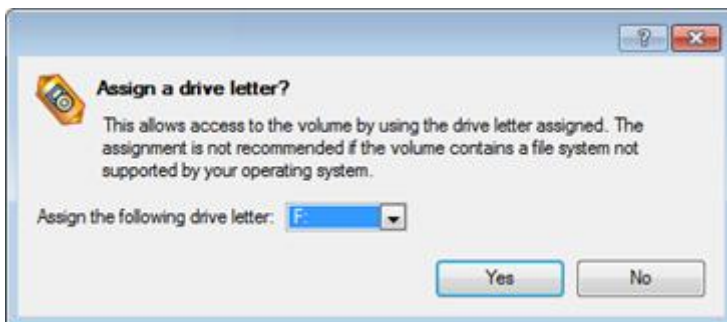 Assign a drive letter?
This allows access to the volume by using the drive letter assigned. The
assignment is not recommended if the volume contains a file system not
supported by your operating system.
Assign the following drive letter: F:
Yes No